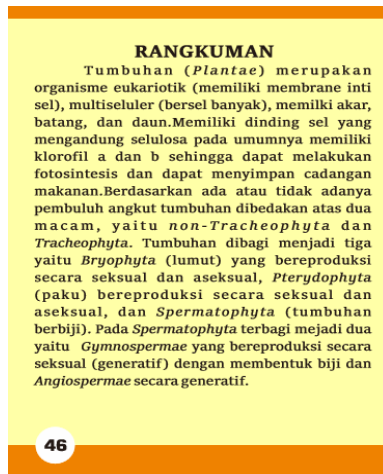 RANGKUMAN
Tumbuhan (Plantae) merupakan
organisme eukariotik (memiliki membrane inti
sel), multiseluler (bersel banyak), memilki akar,
batang, dan daun.Memiliki dinding sel yang
mengandung selulosa pada umumnya memiliki
klorofil a dan b sehingga dapat melakukan
fotosintesis dan dapat menyimpan cadangan
makanan.Berdasarkan ada atau tidak adanya
pembuluh angkut tumbuhan dibedakan atas dua
macam, yaitu non-Tracheophyta dan
Tracheophyta. Tumbuhan dibagi menjadi tiga
yaitu Bryophyta (lumut) yang bereproduksi
secara seksual dan aseksual, Pterydophyta
(paku) bereproduksi secara seksual dan
aseksual, dan Spermatophyta (tumbuhan
berbiji). Pada Spermatophyta terbagi mejadi dua
yaitu Gymnospermae yang bereproduksi secara
seksual (generatif) dengan membentuk biji dan
Angiospermae secara generatif.
46